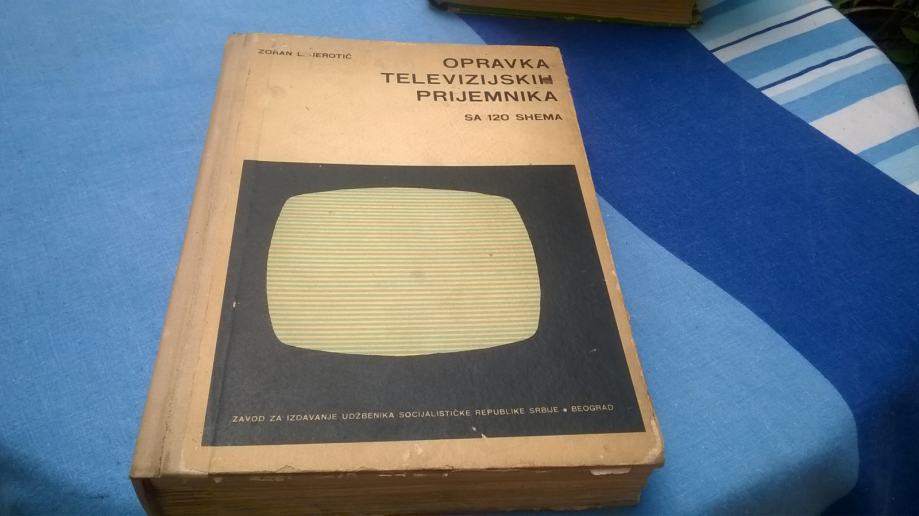 ZORAN L. JEROTIĆ
OPRAVKA
TELEVIZIJSKIH
PRIJEMNIKA
SA 120 SHEMA
ZAVOD ZA IZDAVANJE UDŽBENIKA SOCIJALISTIČKE REPUBLIKE SRBIJE • BEOGRAD